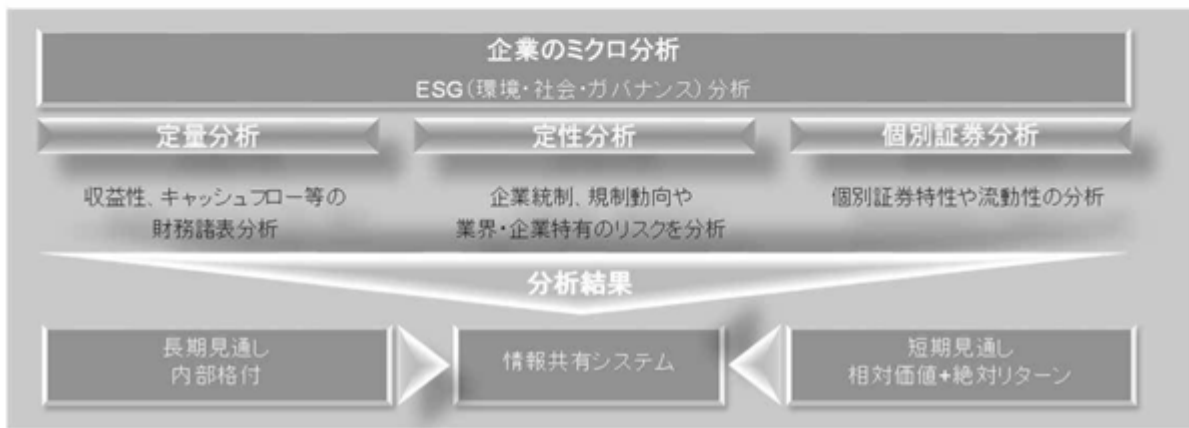 企業のミクロ分析
ESG（環境・社会・ガバナンス）分析
定量分析
定性分析
個別証券分析
収益性、キャッシュフロー等の
財務諸表分析
企業統制、規制動向や
業界・企業特有のリスクを分析
個別証券特性や流動性の分析
分析結果
長期見通し
内部格付
情報共有システム
短期見通し
相対価値+絶対リターン